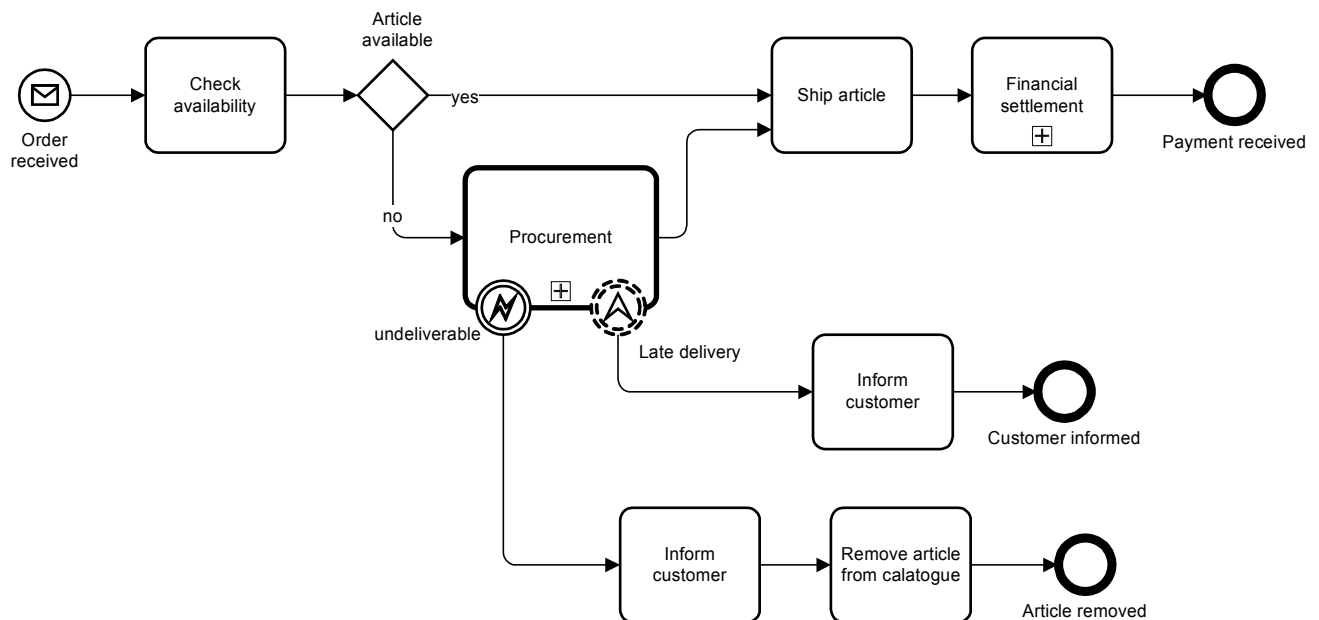 Article
available
Check
availability
yes
Ship article
Financial
settlement
Order
received
Payment received
no
Procurement
undeliverable
Late delivery
Inform
customer
Customer informed
Inform
customer
Remove article
from calatogue
Article removed